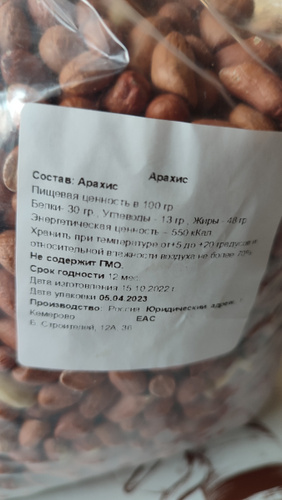 Арахис
Состав: Арахис
Пищевая ценность в 100 гр
Белки- 30 гр., Углеводы - 13 гр., Жиры - 48 гр
Энергетическая ценность - 550 кКал
Хранить при температуре от+5 до +20 градусов и
относительной влажности воздуха не более 70%
Не содержит ГМО.
Срок годности 12 мес.
Дата изготовления 15.10.2022 г.
Дата упаковки 05.04.2023
Производство: Россия Юридический адрес: г
Кемерово
ЕАС
Б. Строителей, 12А, 36